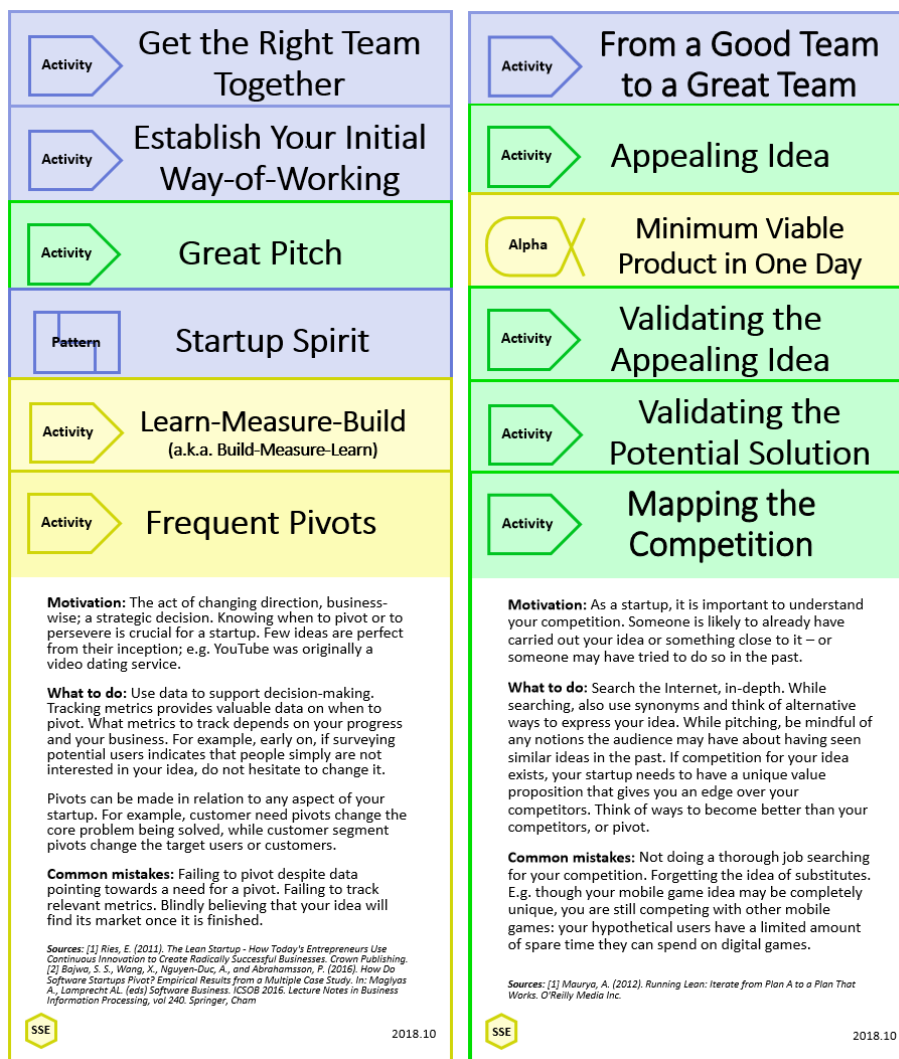 Activity
Get the Right Team
Together
Activity
Establish Your Initial
Way-of-Working
Activity
Great Pitch
Pattern
Startup Spirit
Activity
Learn-Measure-Build
(a.k.a. Build-Measure-Learn)
Activity
Frequent Pivots
Motivation: The act of changing direction, business-
wise; a strategic decision. Knowing when to pivot or to
persevere is crucial for a startup. Few ideas are perfect
from their inception; e.g. YouTube was originally a
video dating service.
What to do: Use data to support decision-making.
Tracking metrics provides valuable data on when to
pivot. What metrics to track depends on your progress
and your business. For example, early on, if surveying
potential users indicates that people simply are not
interested in your idea, do not hesitate to change it.
Pivots can be made in relation to any aspect of your
startup. For example, customer need pivots change the
core problem being solved, while customer segment
pivots change the target users or customers.
Common mistakes: Failing to pivot despite data
pointing towards a need for a pivot. Failing to track
relevant metrics. Blindly believing that your idea will
find its market once it is finished.
Sources: [1] Ries, E. (2011). The Lean Startup - How Today's Entrepreneurs Use
Continuous Innovation to Create Radically Successful Businesses. Crown Publishing.
[2] Bajwa, S. S., Wang, X., Nguyen-Duc, A., and Abrahamsson, P. (2016). How Do
Software Startups Pivot? Empirical Results from a Multiple Case Study. In: Maglyas
A., Lamprecht AL. (eds) Software Business. ICSOB 2016. Lecture Notes in Business
Information Processing, vol 240. Springer, Cham
SSE
2018.10
Activity
From a Good Team
to a Great Team
Activity
Appealing Idea
Alpha
Minimum Viable
Product in One Day
Activity
Validating the
Appealing Idea
Activity
Validating the
Potential Solution
Activity
Mapping the
Competition
Motivation: As a startup, it is important to understand
your competition. Someone is likely to already have
carried out your idea or something close to it – or
someone may have tried to do so in the past.
What to do: Search the Internet, in-depth. While
searching, also use synonyms and think of alternative
ways to express your idea. While pitching, be mindful of
any notions the audience may have about having seen
similar ideas in the past. If competition for your idea
exists, your startup needs to have a unique value
proposition that gives you an edge over your
competitors. Think of ways to become better than your
competitors, or pivot.
Common mistakes: Not doing a thorough job searching
for your competition. Forgetting the idea of substitutes.
E.g. though your mobile game idea may be completely
unique, you are still competing with other mobile
games: your hypothetical users have a limited amount
of spare time they can spend on digital games.
Sources: [1] Maurya, A. (2012). Running Lean: Iterate from Plan A to a Plan That
Works. O'Reilly Media Inc.
SSE
2018.10